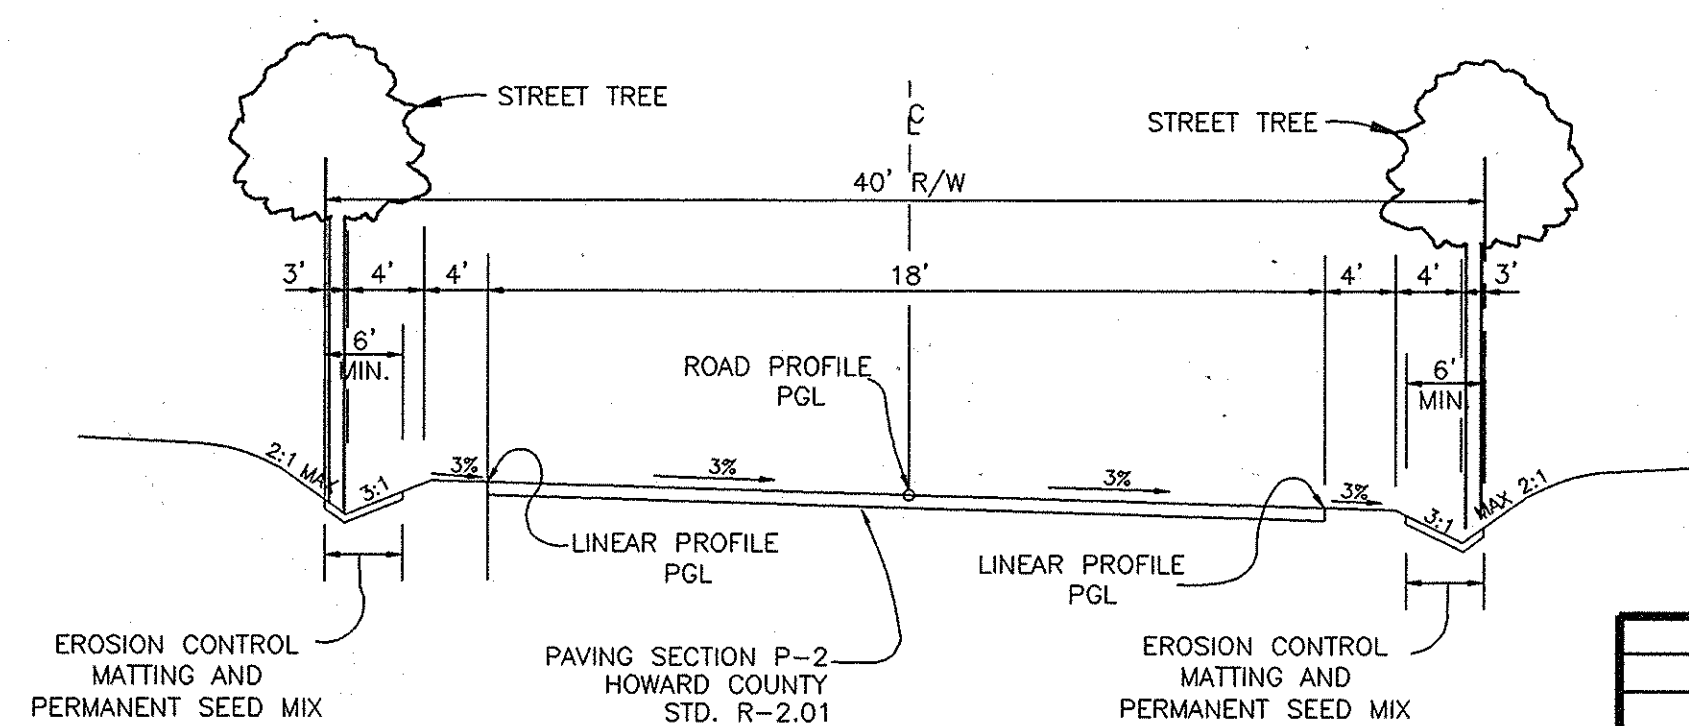 STREET TREE
STREET TREE
CL
40' R/W
3' 4' 4' 18' 4' 4' 3'
6'
MIN.
6'
MIN.
ROAD PROFILE
PGL
2:1 MAX 3:1 3% 3% 3% 3% 3:1 MAX 2:1
LINEAR PROFILE
PGL
LINEAR PROFILE
PGL
EROSION CONTROL
MATTING AND
PERMANENT SEED MIX
PAVING SECTION P-2
HOWARD COUNTY
STD. R-2.01
EROSION CONTROL
MATTING AND
PERMANENT SEED MIX